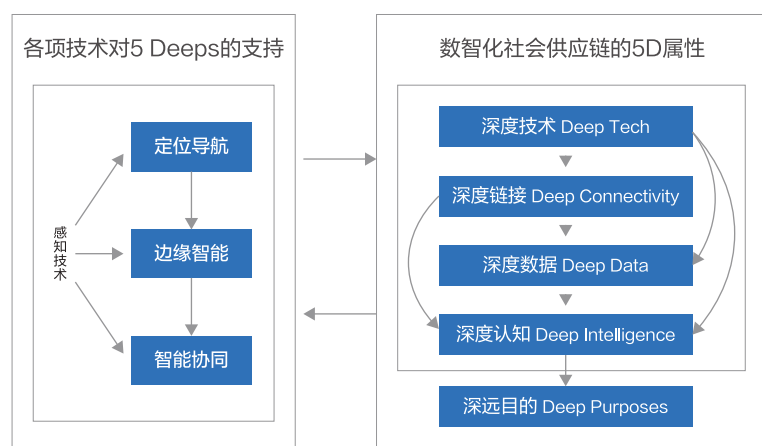 各项技术对5 Deeps的支持
感知技术
定位导航
边缘智能
智能协同
数智化社会供应链的5D属性
深度技术 Deep Tech
深度链接 Deep Connectivity
深度数据 Deep Data
深度认知 Deep Intelligence
深远目的 Deep Purposes